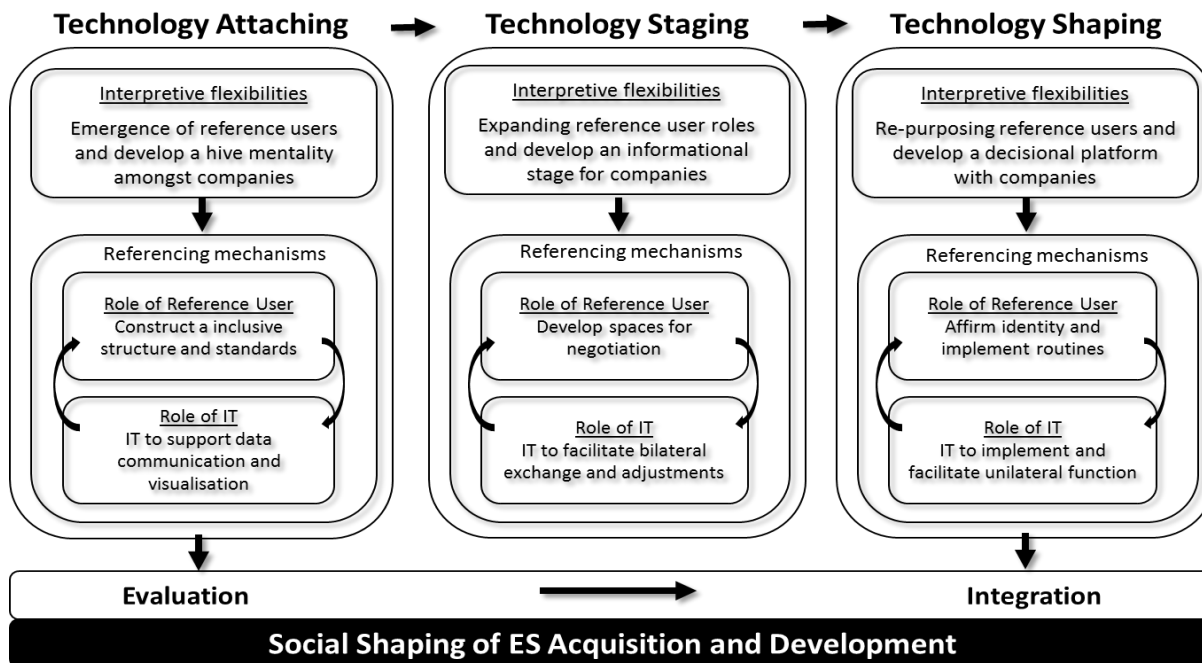 Technology Attaching
Technology Staging
Technology Shaping
Interpretive flexibilities
Emergence of reference users
and develop a hive mentality
amongst companies
Referencing mechanisms
Role of Reference User
Construct a inclusive
structure and standards
Role of IT
IT to support data
communication and
visualisation
Interpretive flexibilities
Expanding reference user roles
and develop an informational
stage for companies
Referencing mechanisms
Role of Reference User
Develop spaces for
negotiation
Role of IT
IT to facilitate bilateral
exchange and adjustments
Interpretive flexibilities
Re-purposing reference users and
develop a decisional platform
with companies
Referencing mechanisms
Role of Reference User
Affirm identity and
implement routines
Role of IT
IT to implement and
facilitate unilateral function
Evaluation
Integration
Social Shaping of ES Acquisition and Development